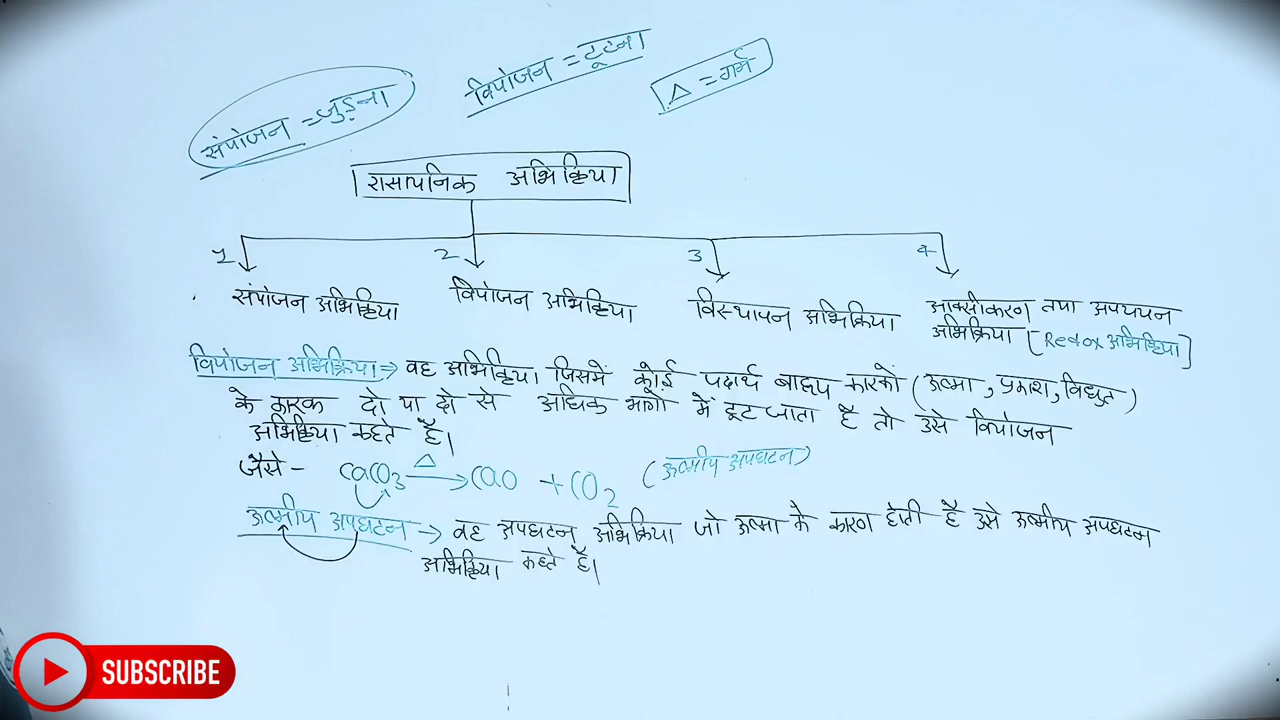 संयोजन = जुड़ना
वियोजन = टूटना
△ = गर्म
रासायनिक अभिक्रिया
1 2 3 4
संयोजन अभिक्रिया
वियोजन अभिक्रिया
विस्थापन अभिक्रिया
आक्सीकरण तथा अपचयन
अभिक्रिया [Redox अभिक्रिया]
वियोजन अभिक्रिया => वह अभिक्रिया जिसमें कोई पदार्थ बाह्य कारकों (ऊष्मा, प्रकाश, विद्युत)
के कारक दो या दो से अधिक भागो में टूट जाता है तो उसे वियोजन
अभिक्रिया कहते है।
जैसे - CaCO3 △→ CaO + CO2 (ऊष्मीय अपघटन)
ऊष्मीय अपघटन → वह अपघटन अभिक्रिया जो ऊष्मा के कारण होती है उसे ऊष्मीय अपघटन
अभिक्रिया कहते है।
SUBSCRIBE